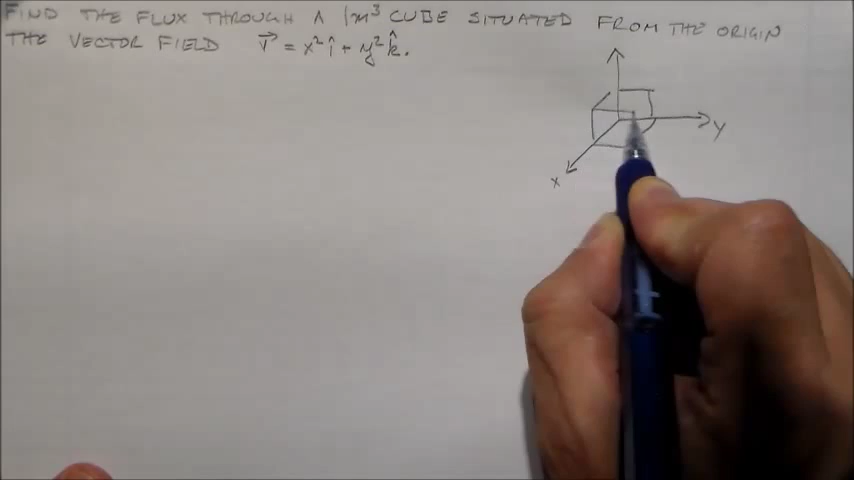 FIND THE FLUX THROUGH A 1m³ CUBE SITUATED FROM THE ORIGIN
THE VECTOR FIELD V⃗ = x² î + y² k̂.
y
x